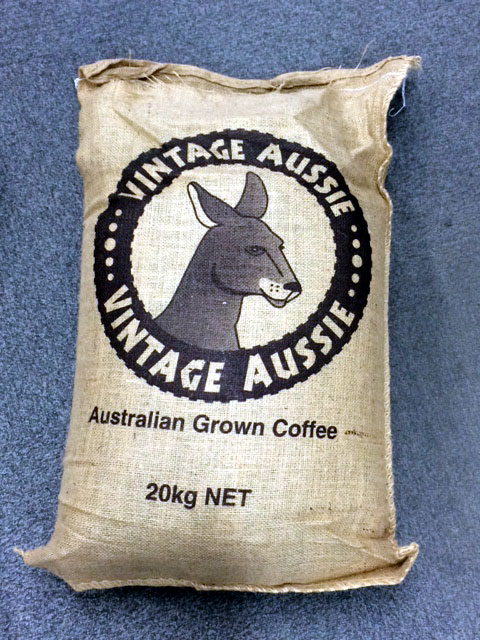 VINTAGE AUSSIE
VINTAGE AUSSIE
Australian Grown Coffee
20kg NET